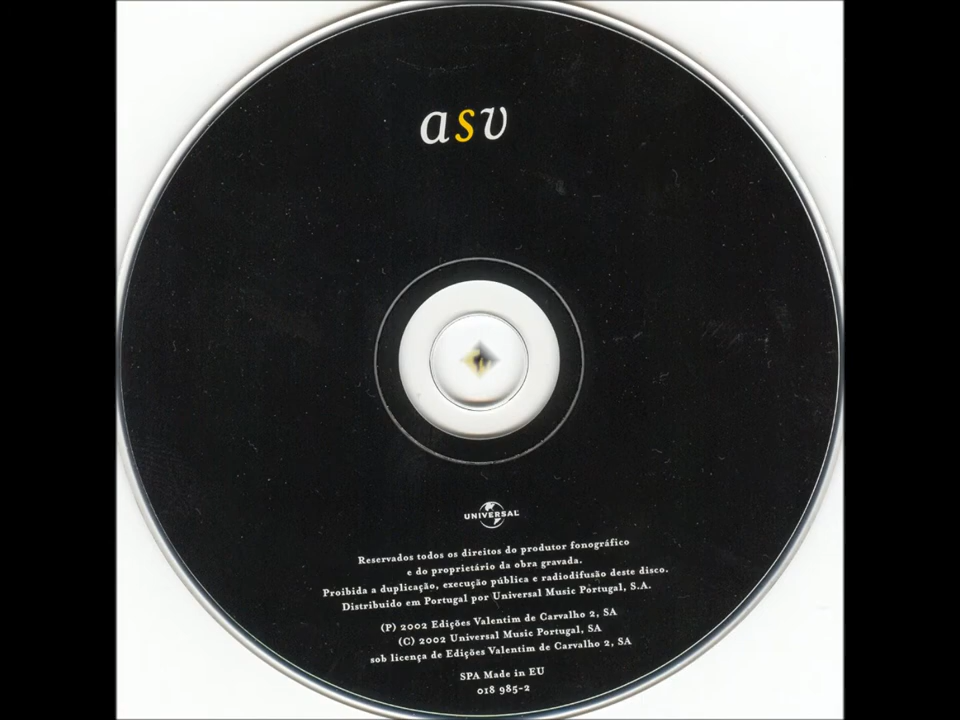 asv
UNIVERSAL
Reservados todos os direitos do produtor fonográfico
e do proprietário da obra gravada.
Proibida a duplicação, execução pública e radiodifusão deste disco.
Distribuído em Portugal por Universal Music Portugal, S.A.
(P) 2002 Edições Valentim de Carvalho 2, SA
(C) 2002 Universal Music Portugal, SA
sob licença de Edições Valentim de Carvalho 2, SA
SPA Made in EU
018 985-2